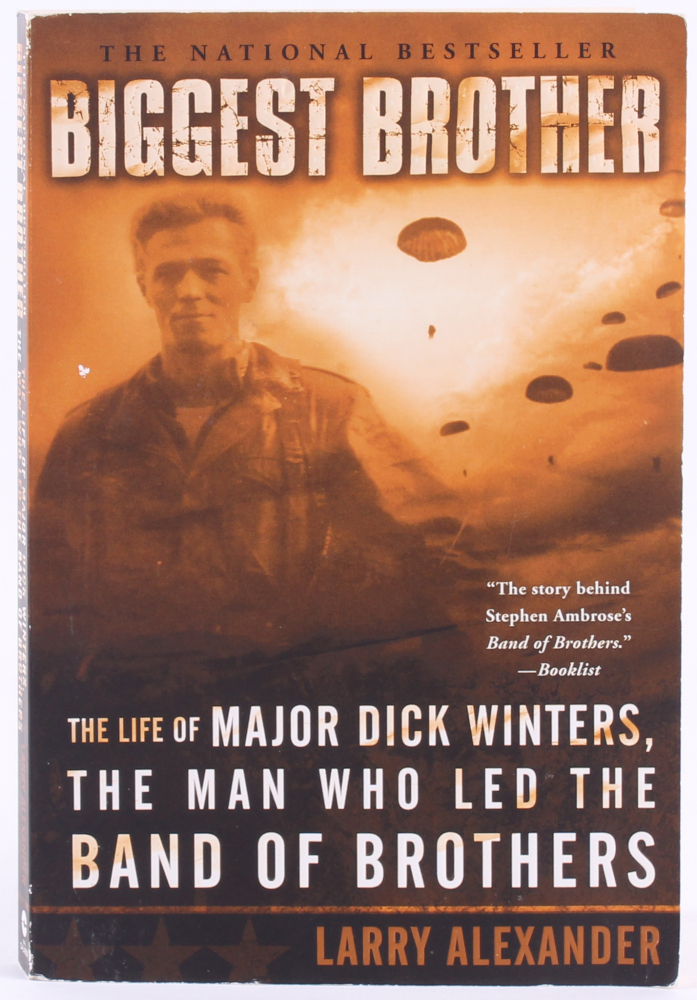 THE NATIONAL BESTSELLER
BIGGEST BROTHER
“The story behind
Stephen Ambrose’s
Band of Brothers.”
—Booklist
THE LIFE OF MAJOR DICK WINTERS,
THE MAN WHO LED THE
BAND OF BROTHERS
LARRY ALEXANDER